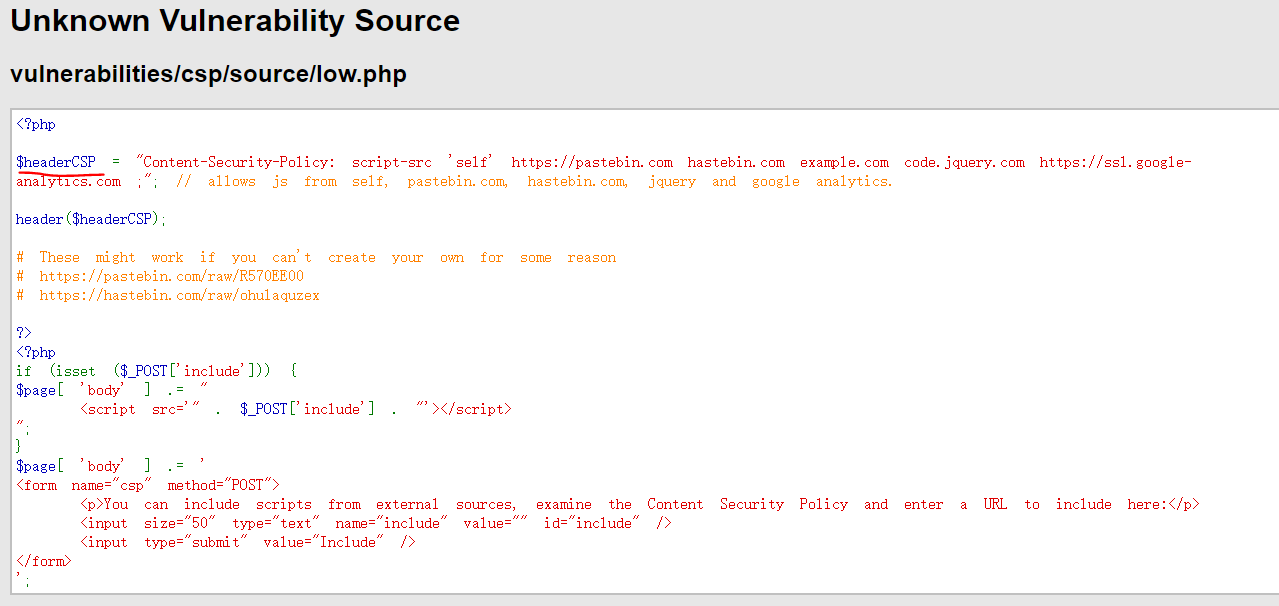 Unknown Vulnerability Source
vulnerabilities/csp/source/low.php
<?php
$headerCSP = "Content-Security-Policy: script-src 'self' https://pastebin.com hastebin.com example.com code.jquery.com https://ssl.google-
analytics.com ;"; // allows js from self, pastebin.com, hastebin.com, jquery and google analytics.
header($headerCSP);
# These might work if you can't create your own for some reason
# https://pastebin.com/raw/R570EE00
# https://hastebin.com/raw/ohulaquzex
?>
<?php
if (isset ($_POST['include'])) {
$page[ 'body' ] .= "
<script src='" . $_POST['include'] . "'></script>
";
}
$page[ 'body' ] .= '
<form name="csp" method="POST">
<p>You can include scripts from external sources, examine the Content Security Policy and enter a URL to include here:</p>
<input size="50" type="text" name="include" value="" id="include" />
<input type="submit" value="Include" />
</form>
';